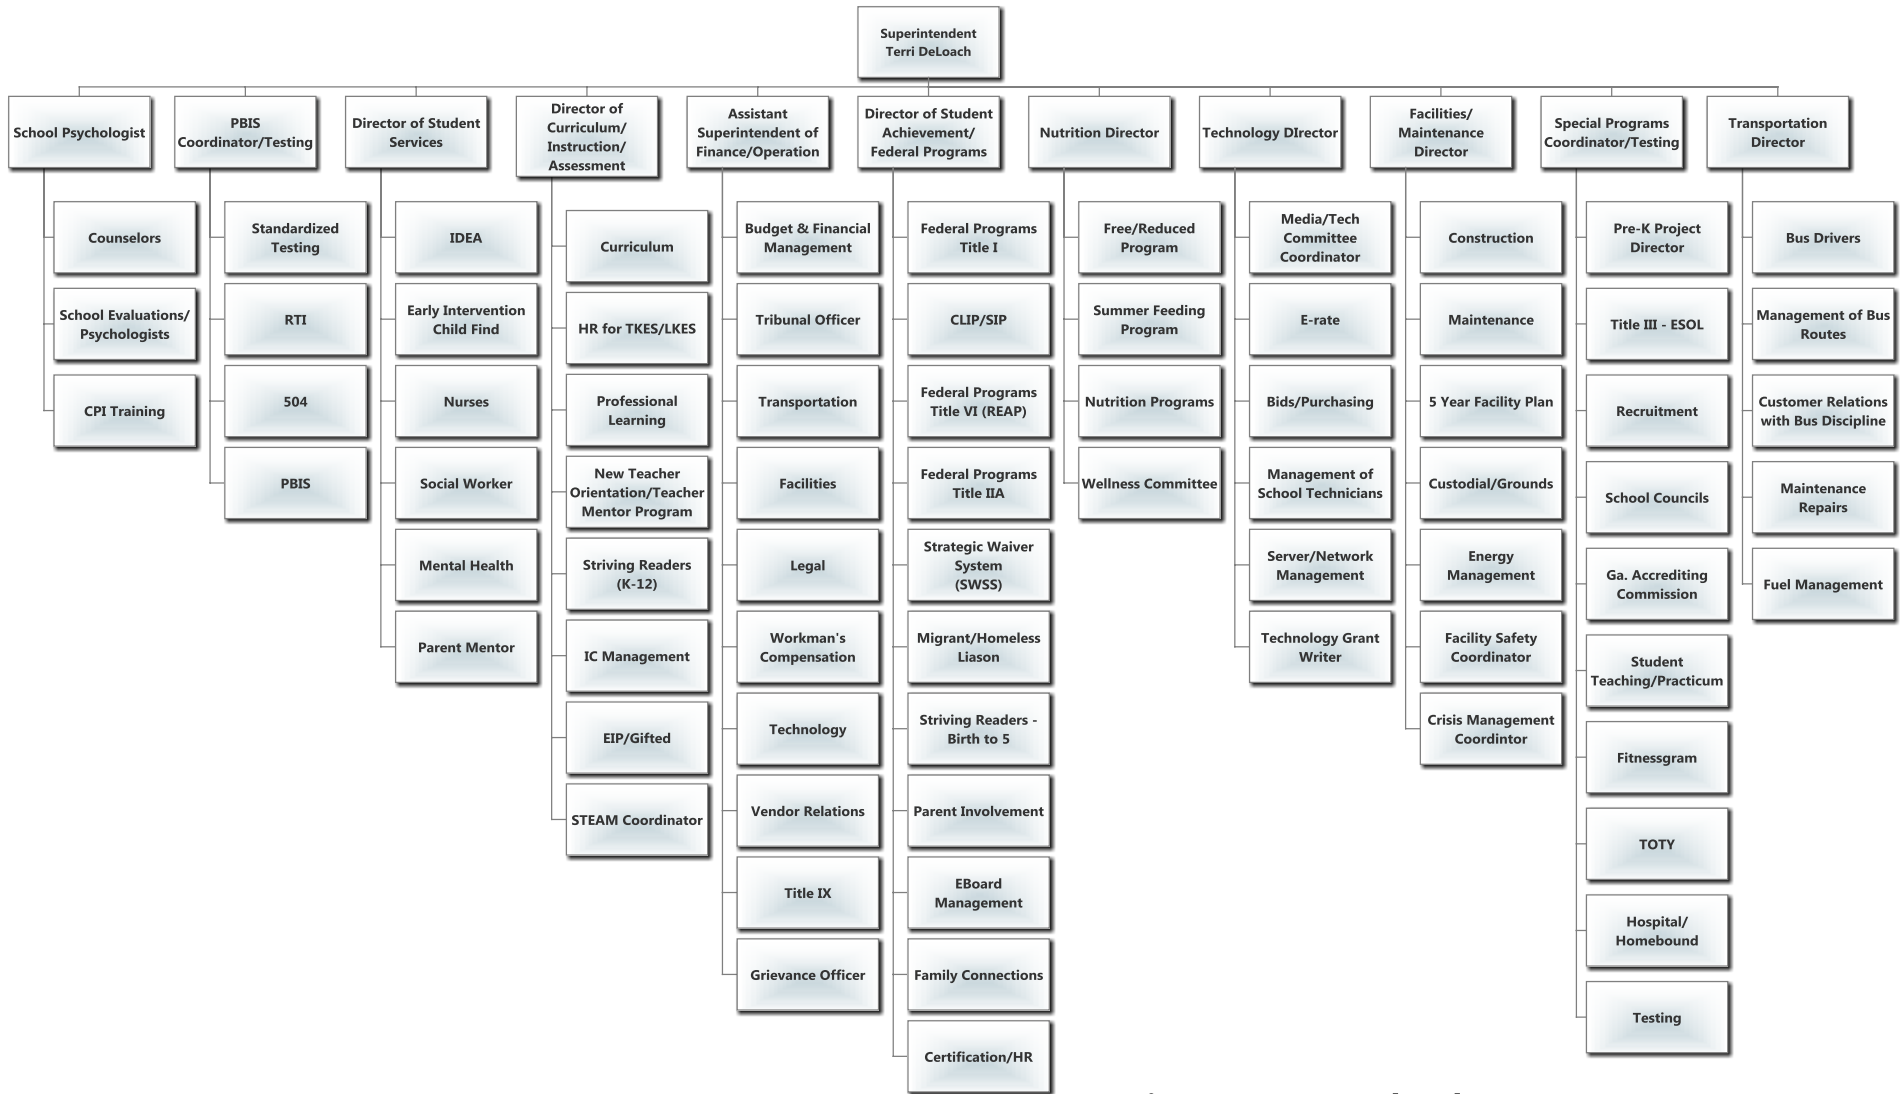 Superintendent
Terri DeLoach
School Psychologist
Counselors
School Evaluations/
Psychologists
CPI Training
PBIS
Coordinator/Testing
Standardized
Testing
RTI
504
PBIS
Director of Student
Services
IDEA
Early Intervention
Child Find
Nurses
Social Worker
Mental Health
Parent Mentor
Director of
Curriculum/
Instruction/
Assessment
Curriculum
HR for TKES/LKES
Professional
Learning
New Teacher
Orientation/Teacher
Mentor Program
Striving Readers
(K-12)
IC Management
EIP/Gifted
STEAM Coordinator
Assistant
Superintendent of
Finance/Operation
Budget & Financial
Management
Tribunal Officer
Transportation
Facilities
Legal
Workman's
Compensation
Technology
Vendor Relations
Title IX
Grievance Officer
Director of Student
Achievement/
Federal Programs
Federal Programs
Title I
CLIP/SIP
Federal Programs
Title VI (REAP)
Federal Programs
Title IIA
Strategic Waiver
System
(SWSS)
Migrant/Homeless
Liason
Striving Readers -
Birth to 5
Parent Involvement
EBoard
Management
Family Connections
Certification/HR
Nutrition Director
Free/Reduced
Program
Summer Feeding
Program
Nutrition Programs
Wellness Committee
Technology DIrector
Media/Tech
Committee
Coordinator
E-rate
Bids/Purchasing
Management of
School Technicians
Server/Network
Management
Technology Grant
Writer
Facilities/
Maintenance
Director
Construction
Maintenance
5 Year Facility Plan
Custodial/Grounds
Energy
Management
Facility Safety
Coordinator
Crisis Management
Coordintor
Special Programs
Coordinator/Testing
Pre-K Project
Director
Title III - ESOL
Recruitment
School Councils
Ga. Accrediting
Commission
Student
Teaching/Practicum
Fitnessgram
TOTY
Hospital/
Homebound
Testing
Transportation
Director
Bus Drivers
Management of Bus
Routes
Customer Relations
with Bus Discipline
Maintenance
Repairs
Fuel Management